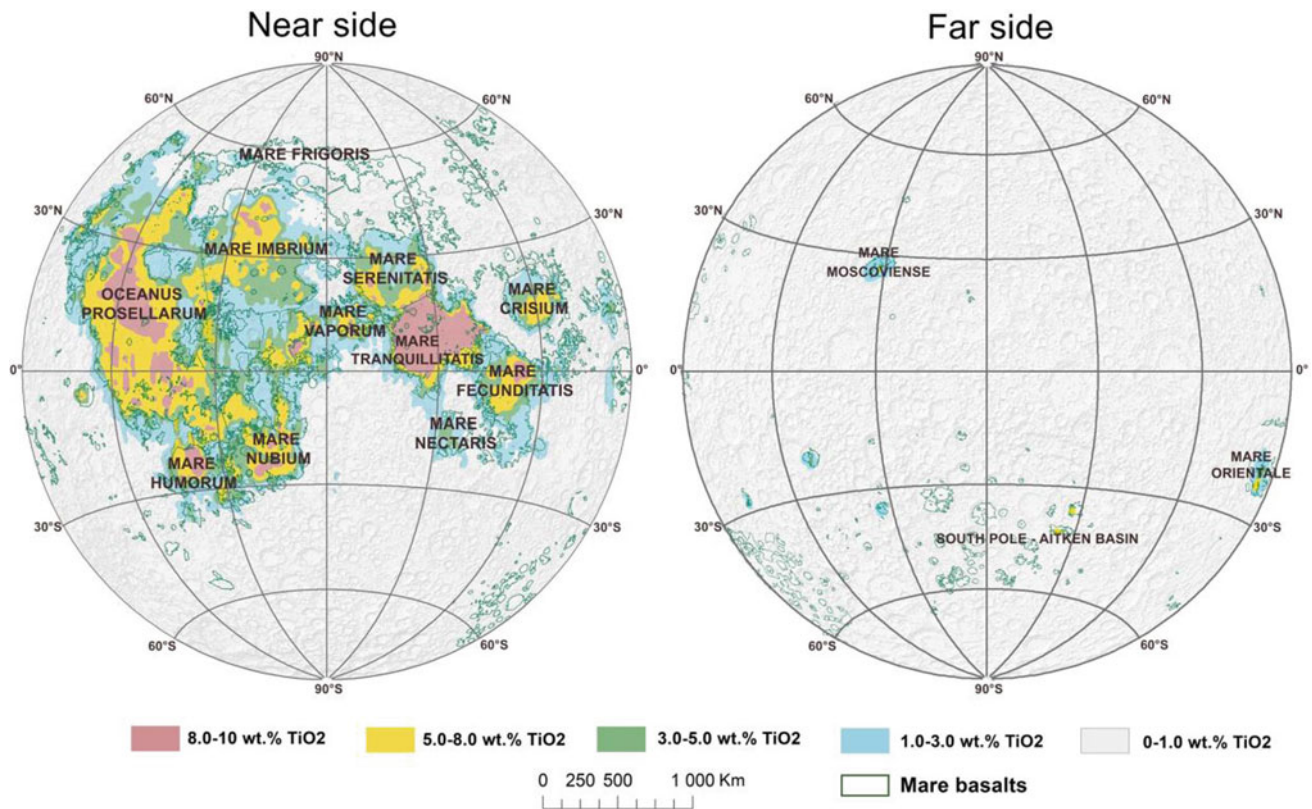 Near side
Far side
90°N
90°N
60°N
60°N
60°N
60°N
MARE FRIGORIS
30°N
30°N
30°N
30°N
MARE IMBRIUM
MARE
SERENITATIS
MARE
MOSCOVIENSE
OCEANUS
PROSELLARUM
MARE
CRISIUM
MARE
VAPORUM
MARE
TRANQUILLITATIS
0°
0°
0°
0°
MARE
FECUNDITATIS
MARE
NECTARIS
MARE
NUBIUM
MARE
HUMORUM
MARE
ORIENTALE
30°S
30°S
30°S
30°S
SOUTH POLE - AITKEN BASIN
60°S
60°S
60°S
60°S
90°S
90°S
8.0-10 wt.% TiO2
5.0-8.0 wt.% TiO2
3.0-5.0 wt.% TiO2
1.0-3.0 wt.% TiO2
0-1.0 wt.% TiO2
0 250 500 1 000 Km
Mare basalts